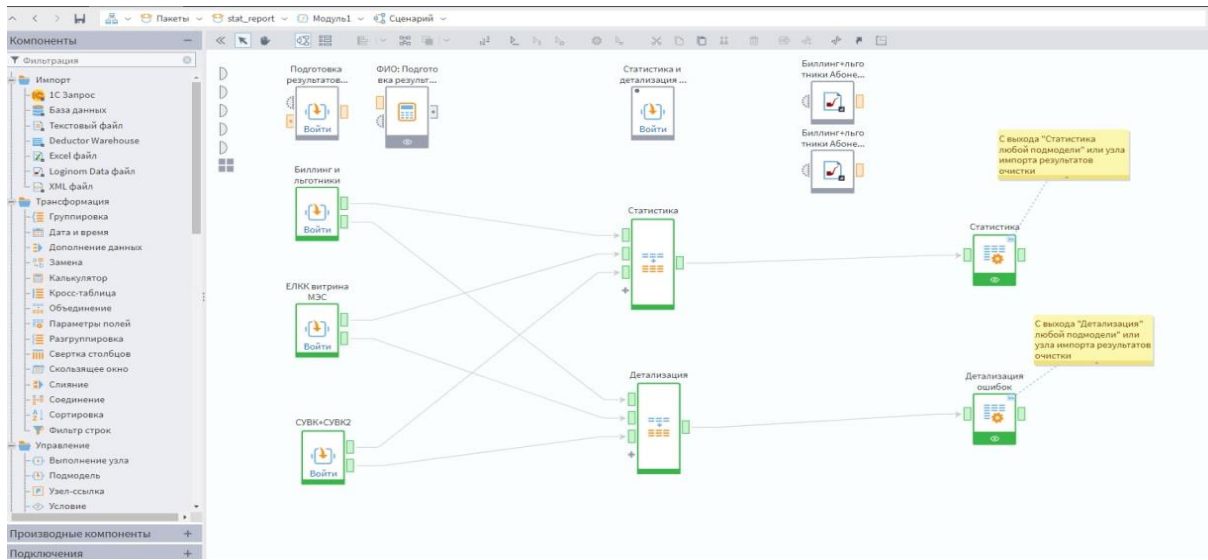 Пакеты
stat_report
Модуль1
Сценарий
Компоненты
Фильтрация
Импорт
1С Запрос
База данных
Текстовый файл
Deductor Warehouse
Excel файл
Loginom Data файл
XML файл
Трансформация
Группировка
Дата и время
Дополнение данных
Замена
Калькулятор
Кросс-таблица
Объединение
Параметры полей
Разгруппировка
Свертка столбцов
Скользящее окно
Слияние
Соединение
Сортировка
Фильтр строк
Управление
Выполнение узла
Подмодель
Узел-ссылка
Условие
Производные компоненты
Подключения
Подготовка
результатов...
Войти
ФИО: Подгото
вка результ...
Статистика и
детализация ...
Войти
Биллинг+льго
тники Абоне...
Биллинг+льго
тники Абоне...
С выхода "Статистика
любой подмодели" или узла
импорта результатов
очистки
Биллинг и
льготники
Войти
Статистика
Статистика
ЕЛКК витрина
МЭС
Войти
С выхода "Детализация"
любой подмодели" или
узла импорта результатов
очистки
Детализация
Детализация
ошибок
СУВК+СУВК2
Войти